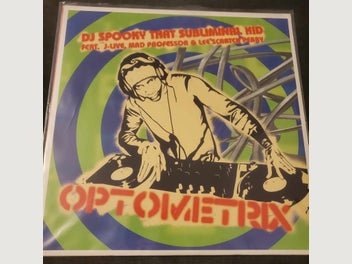 DJ SPOOKY THAT SUBLIMINAL KID
FEAT. J-LIVE, MAD PROFESSOR & LEE 'SCRATCH' PERRY
OPTOMETRIX